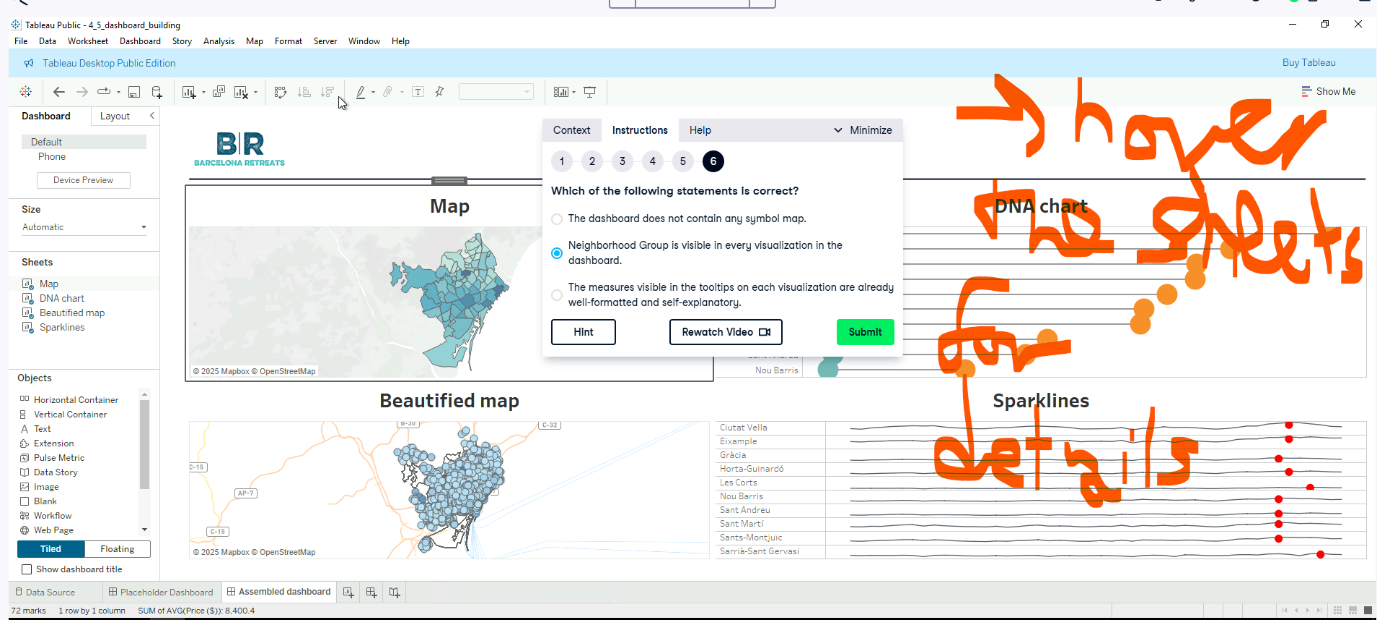 Tableau Public - 4_5_dashboard_building
File Data Worksheet Dashboard Story Analysis Map Format Server Window Help
Tableau Desktop Public Edition
Buy Tableau
Show Me
Dashboard
Layout
Default
Phone
Device Preview
Size
Automatic
Sheets
Map
DNA chart
Beautified map
Sparklines
Objects
Horizontal Container
Vertical Container
Text
Extension
Pulse Metric
Data Story
Image
Blank
Workflow
Web Page
Tiled
Floating
Show dashboard title
B|R
BARCELONA RETREATS
Map
© 2025 Mapbox © OpenStreetMap
Context
Instructions
Help
Minimize
1 2 3 4 5 6
Which of the following statements is correct?
The dashboard does not contain any symbol map.
Neighborhood Group is visible in every visualization in the
dashboard.
The measures visible in the tooltips on each visualization are already
well-formatted and self-explanatory.
Hint
Rewatch Video
Submit
→ hover
the sheets
for
details
DNA chart
Nou Barris
Beautified map
B-30
C-32
C-15
AP-7
C-15
© 2025 Mapbox © OpenStreetMap
Sparklines
Ciutat Vella
Eixample
Gràcia
Horta-Guinardó
Les Corts
Nou Barris
Sant Andreu
Sant Martí
Sants-Montjuïc
Sarrià-Sant Gervasi
Data Source
Placeholder Dashboard
Assembled dashboard
72 marks 1 row by 1 column SUM of AVG(Price ($)): 8,400.4